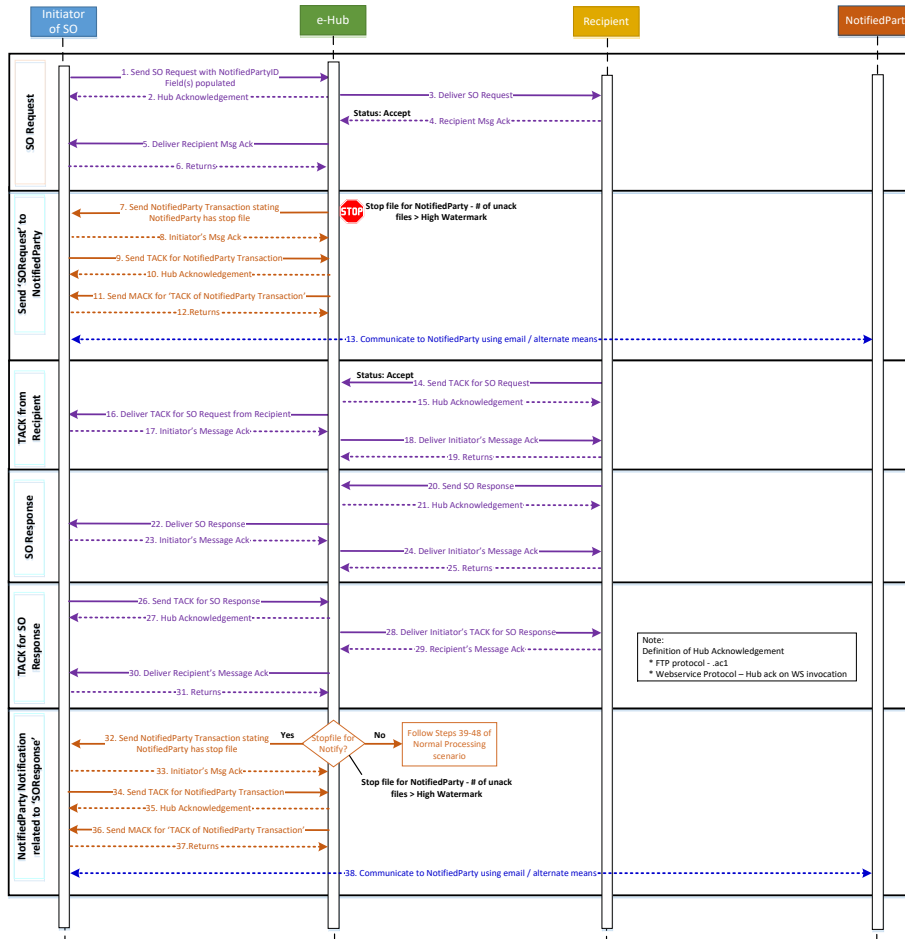 Initiator
of SO
e-Hub
Recipient
NotifiedPart
SO Request
1. Send SO Request with NotifiedPartyID
Field(s) populated
2. Hub Acknowledgement
3. Deliver SO Request
Status: Accept
4. Recipient Msg Ack
5. Deliver Recipient Msg Ack
6. Returns
Send 'SORequest' to
NotifiedParty
7. Send NotifiedParty Transaction stating
NotifiedParty has stop file
STOP
Stop file for NotifiedParty - # of unack
files > High Watermark
8. Initiator's Msg Ack
9. Send TACK for NotifiedParty Transaction
10. Hub Acknowledgement
11. Send MACK for 'TACK of NotifiedParty Transaction'
12.Returns
13. Communicate to NotifiedParty using email / alternate means
TACK from
Recipient
Status: Accept
14. Send TACK for SO Request
15. Hub Acknowledgement
16. Deliver TACK for SO Request from Recipient
17. Initiator's Message Ack
18. Deliver Initiator's Message Ack
19. Returns
SO Response
20. Send SO Response
21. Hub Acknowledgement
22. Deliver SO Response
23. Initiator's Message Ack
24. Deliver Initiator's Message Ack
25. Returns
TACK for SO
Response
26. Send TACK for SO Response
27. Hub Acknowledgement
28. Deliver Initiator's TACK for SO Response
29. Recipient's Message Ack
30. Deliver Recipient's Message Ack
31. Returns
Note:
Definition of Hub Acknowledgement
* FTP protocol - .ac1
* Webservice Protocol – Hub ack on WS invocation
NotifiedParty Notification
related to 'SOResponse'
32. Send NotifiedParty Transaction stating
NotifiedParty has stop file
Yes
Stopfile for
Notify?
No
Follow Steps 39-48 of
Normal Processing
scenario
33. Initiator's Msg Ack
Stop file for NotifiedParty - # of unack
files > High Watermark
34. Send TACK for NotifiedParty Transaction
35. Hub Acknowledgement
36. Send MACK for 'TACK of NotifiedParty Transaction'
37.Returns
38. Communicate to NotifiedParty using email / alternate means